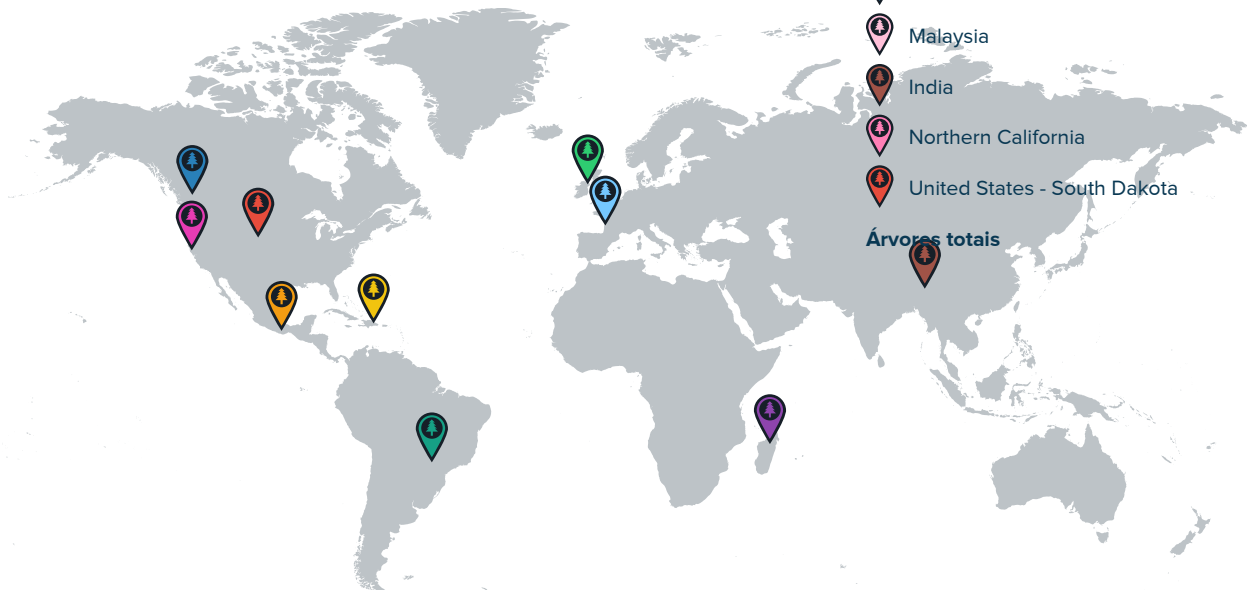 Malaysia
India
Northern California
United States - South Dakota
Árvores totais